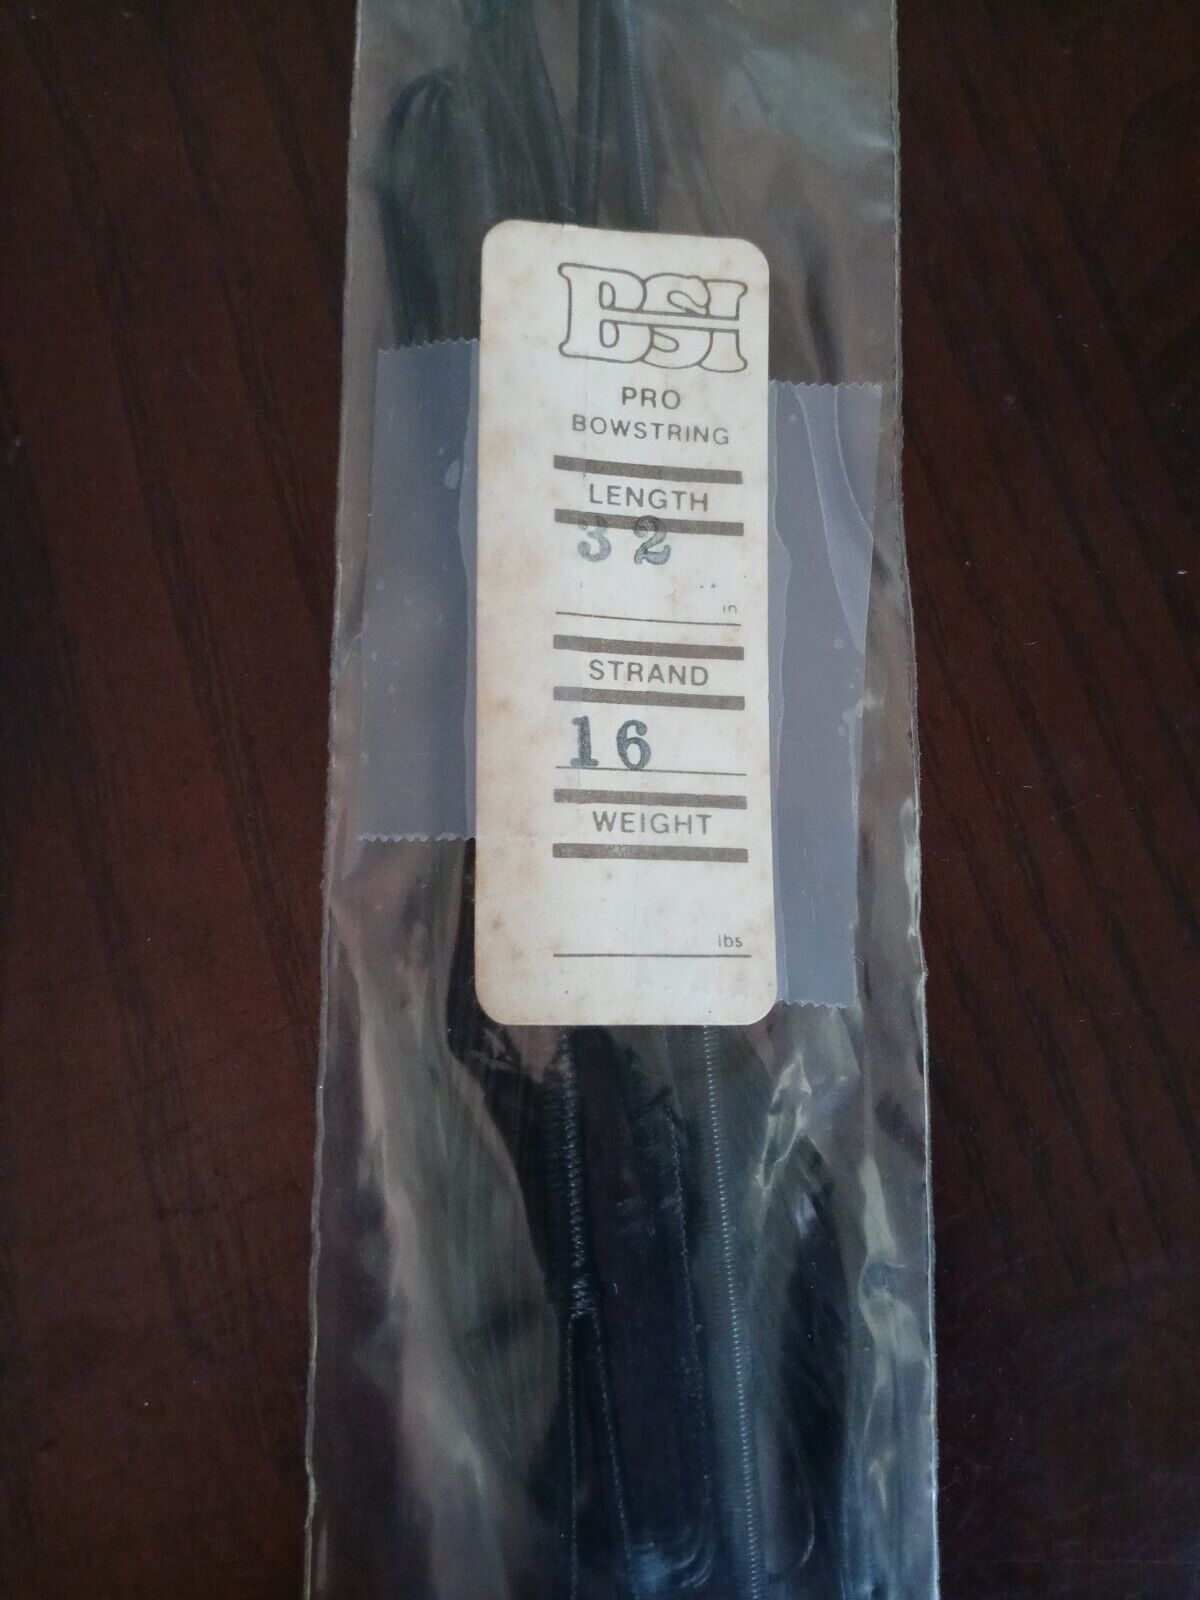 BSI
PRO
BOWSTRING
LENGTH
32
in
STRAND
16
WEIGHT
lbs